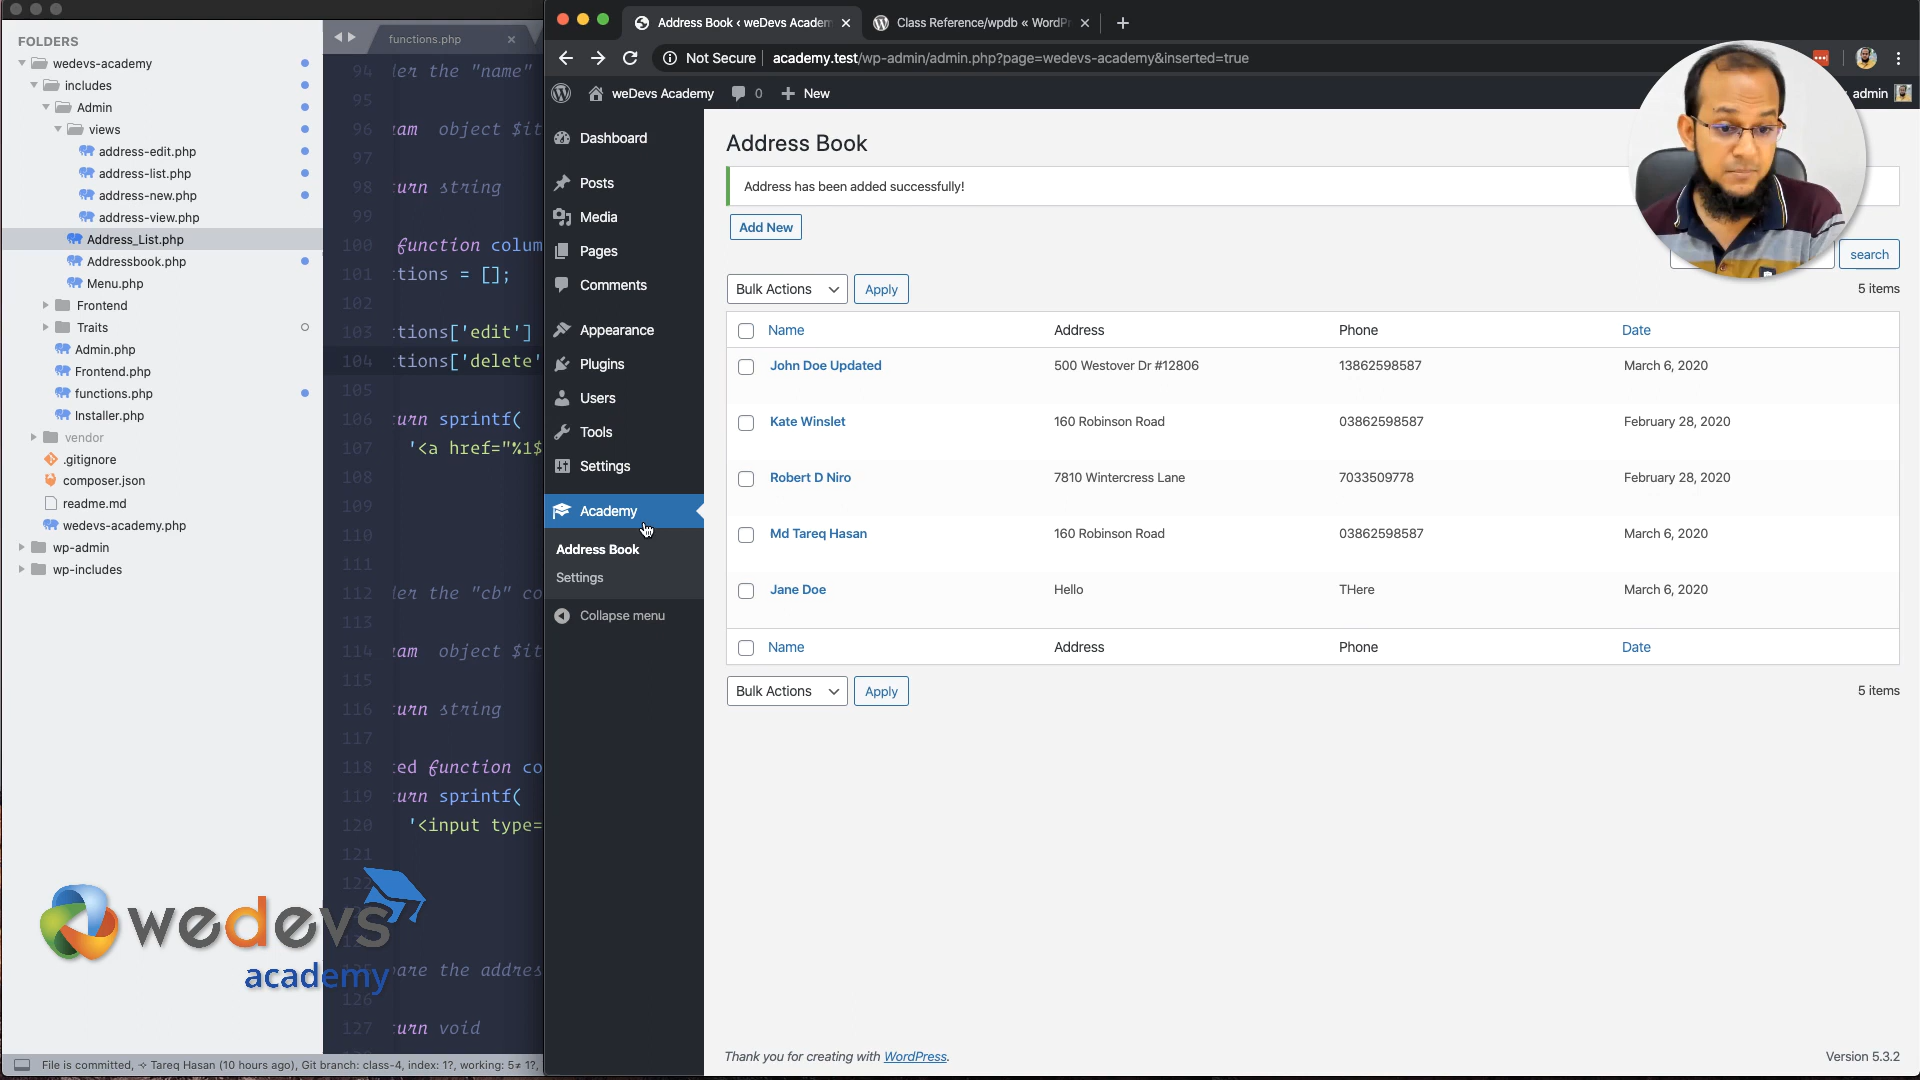 FOLDERS
wedevs-academy
includes
Admin
views
address-edit.php
address-list.php
address-new.php
address-view.php
Address_List.php
Addressbook.php
Menu.php
Frontend
Traits
Admin.php
Frontend.php
functions.php
Installer.php
vendor
.gitignore
composer.json
readme.md
wedevs-academy.php
wp-admin
wp-includes
wedevs
academy
functions.php
94 der the "name"
95
96 ram object $it
97
98 turn string
99
100 function colum
101 tions = [];
102
103 tions['edit']
104 tions['delete'
105
106 turn sprintf(
107 '<a href="%1$
108
109
110
111
112 der the "cb" co
113
114 ram object $it
115
116 turn string
117
118 ted function co
119 turn sprintf(
120 '<input type=
121
pare the addres
126
127 turn void
File is committed, Tareq Hasan (10 hours ago), Git branch: class-4, index: 1?, working: 5≠ 1?,
Address Book ‹ weDevs Academ
Class Reference/wpdb « WordPr
Not Secure
academy.test/wp-admin/admin.php?page=wedevs-academy&inserted=true
weDevs Academy 0 New
admin
Dashboard
Posts
Media
Pages
Comments
Appearance
Plugins
Users
Tools
Settings
Academy
Address Book
Settings
Collapse menu
Address Book
Address has been added successfully!
Add New
search
Bulk Actions Apply 5 items
Name Address Phone Date
John Doe Updated 500 Westover Dr #12806 13862598587 March 6, 2020
Kate Winslet 160 Robinson Road 03862598587 February 28, 2020
Robert D Niro 7810 Wintercress Lane 7033509778 February 28, 2020
Md Tareq Hasan 160 Robinson Road 03862598587 March 6, 2020
Jane Doe Hello THere March 6, 2020
Name Address Phone Date
Bulk Actions Apply 5 items
Thank you for creating with WordPress.
Version 5.3.2